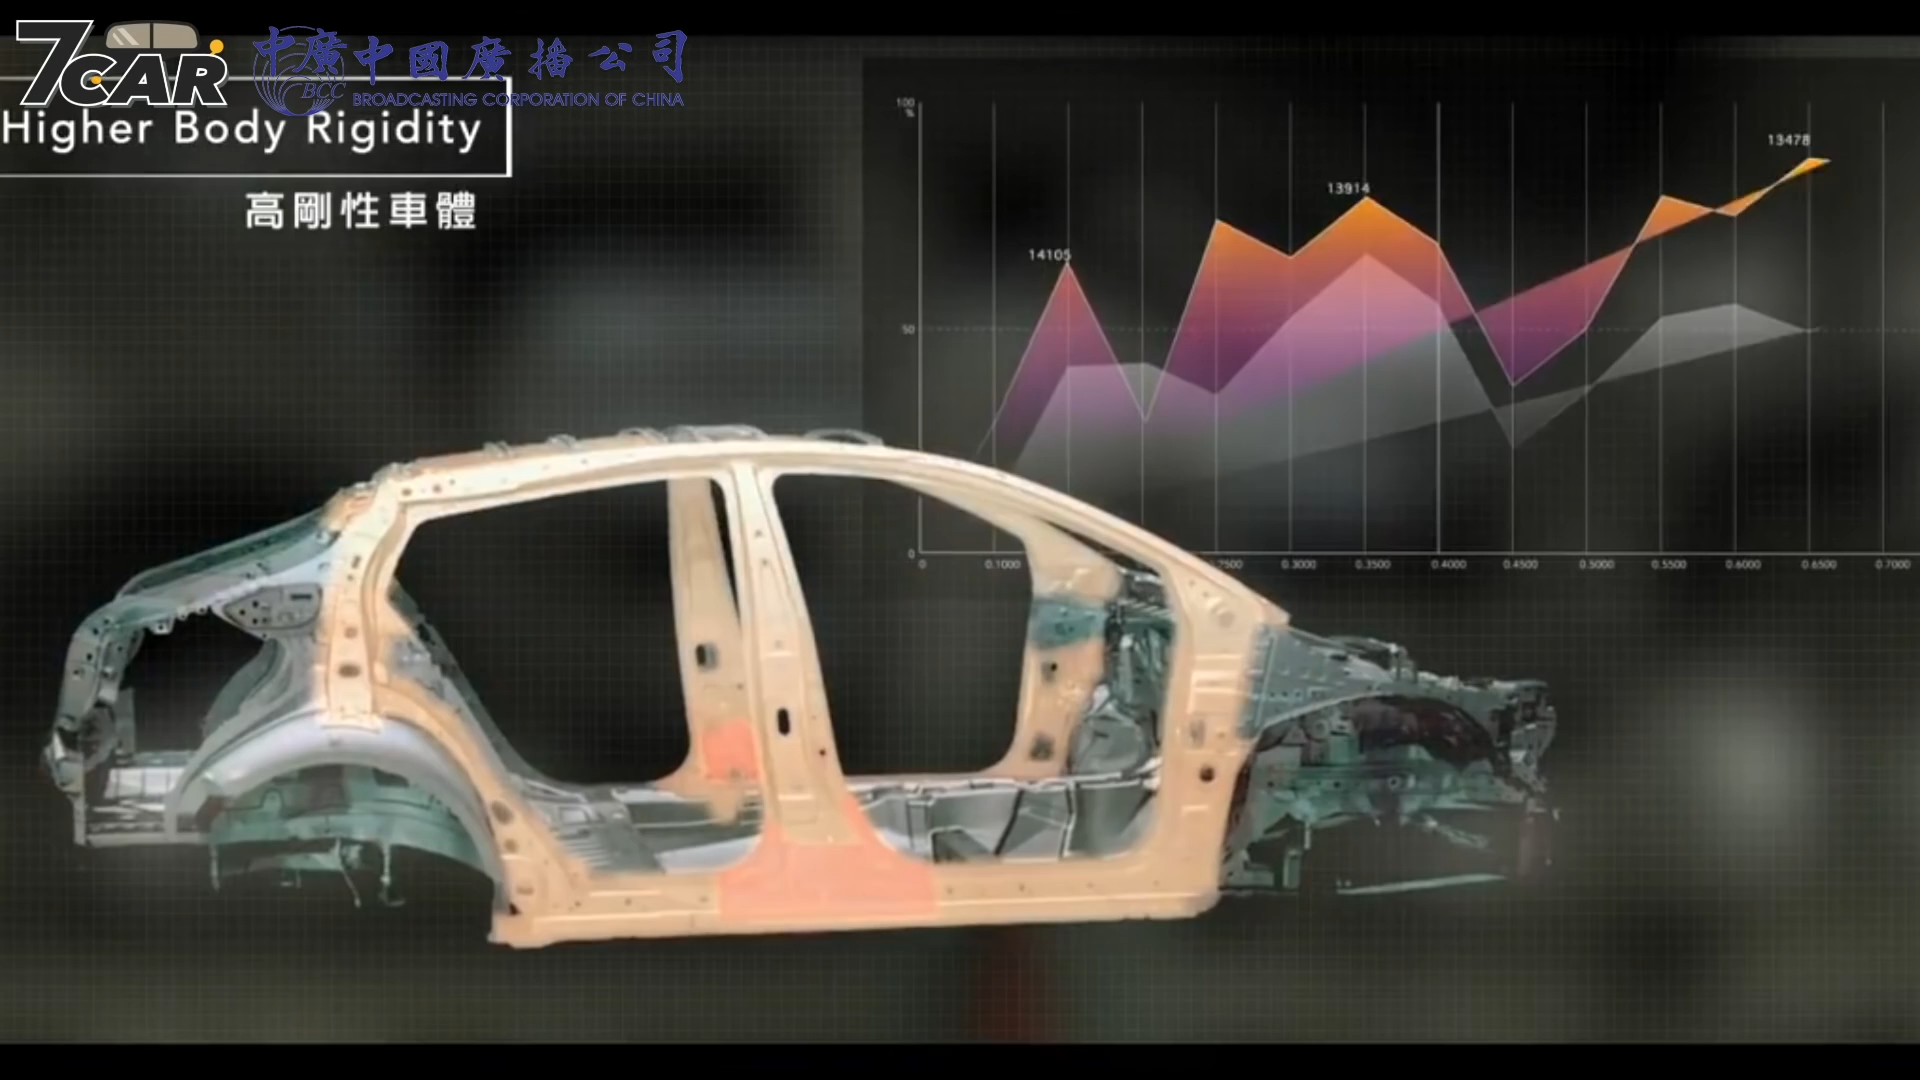 7CAR
中廣中國廣播公司
BCC
BROADCASTING CORPORATION OF CHINA
Higher Body Rigidity
高剛性車體
100
%
50
0
14105
13914
13478
0 0.1000 0.3000 0.3500 0.4000 0.4500 0.5000 0.5500 0.6000 0.6500 0.7000